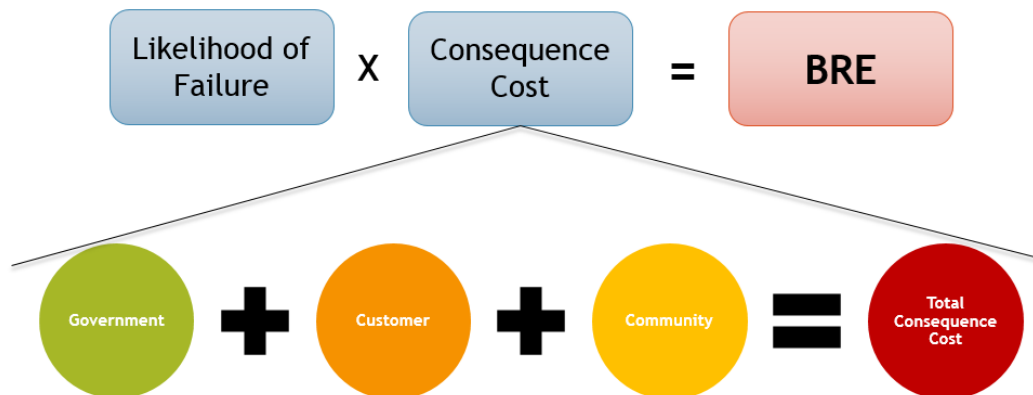 Likelihood of Failure x Consequence Cost = BRE
Government + Customer + Community = Total Consequence Cost